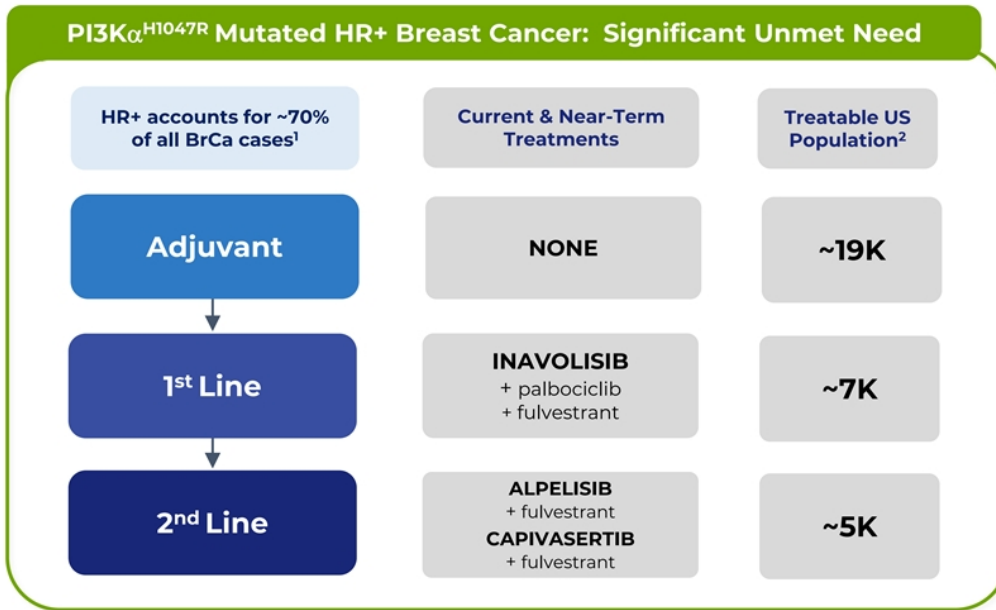 PI3KαH1047R Mutated HR+ Breast Cancer: Significant Unmet Need
HR+ accounts for ~70%
of all BrCa cases1
Current & Near-Term
Treatments
Treatable US
Population2
Adjuvant
NONE
~19K
1st Line
INAVOLISIB
+ palbociclib
+ fulvestrant
~7K
2nd Line
ALPELISIB
+ fulvestrant
CAPIVASERTIB
+ fulvestrant
~5K